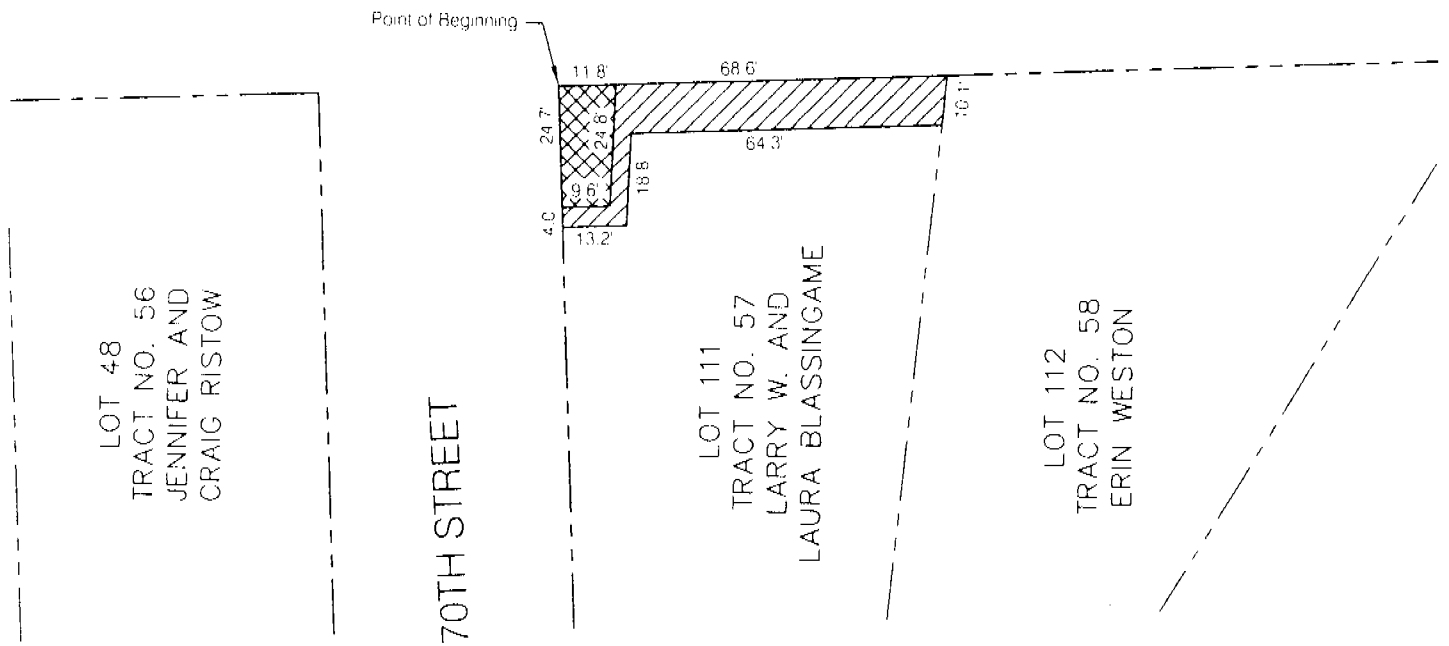 Point of Beginning
11.8'
68.6'
24.7'
24.8'
10.1'
64.3'
9.6'
18.8'
4.0'
13.2'
LOT 48
TRACT NO. 56
JENNIFER AND
CRAIG RISTOW
70TH STREET
LOT 111
TRACT NO. 57
LARRY W. AND
LAURA BLASSINGAME
LOT 112
TRACT NO. 58
ERIN WESTON